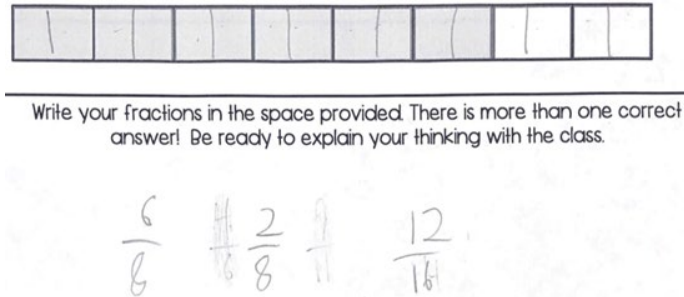 Write your fractions in the space provided. There is more than one correct
answer! Be ready to explain your thinking with the class.
6/8 2/8 12/16